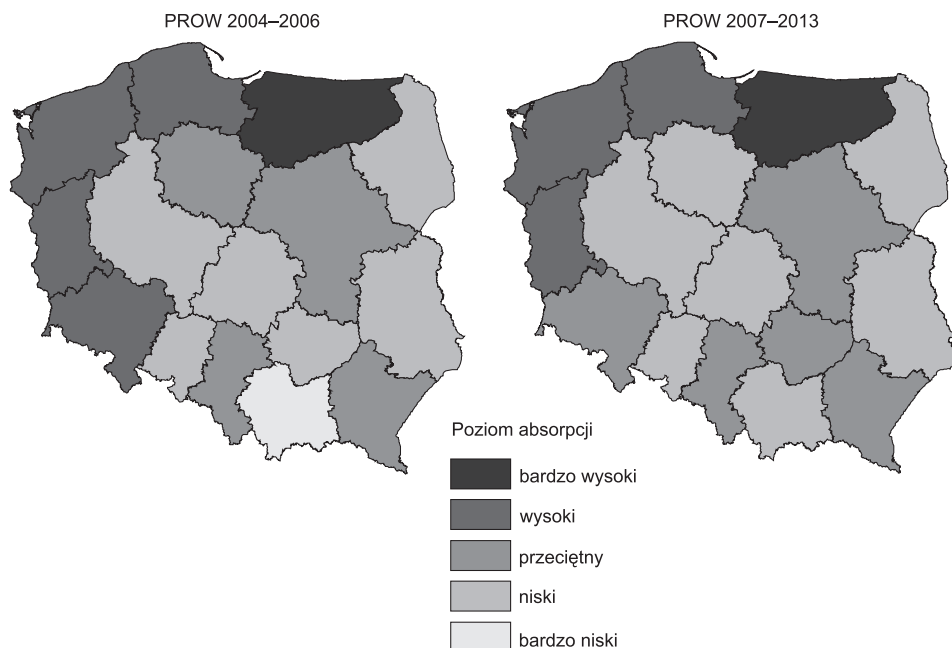 PROW 2004–2006
PROW 2007–2013
Poziom absorpcji
bardzo wysoki
wysoki
przeciętny
niski
bardzo niski